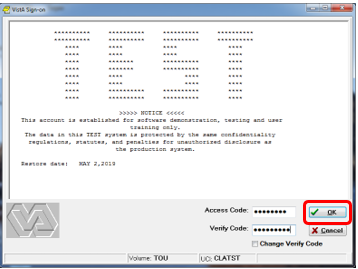 VistA Sign-on
>>>>> NOTICE <<<<<
This account is established for software demonstration, testing and user
training only.
The data in this TEST system is protected by the same confidentiality
regulations, statutes, and penalties for unauthorized disclosure as
the production system.
Restore date: MAY 2,2019
Access Code: ********
OK
Verify Code: *********
Cancel
Change Verify Code
Volume: TOU UCI: CLATST